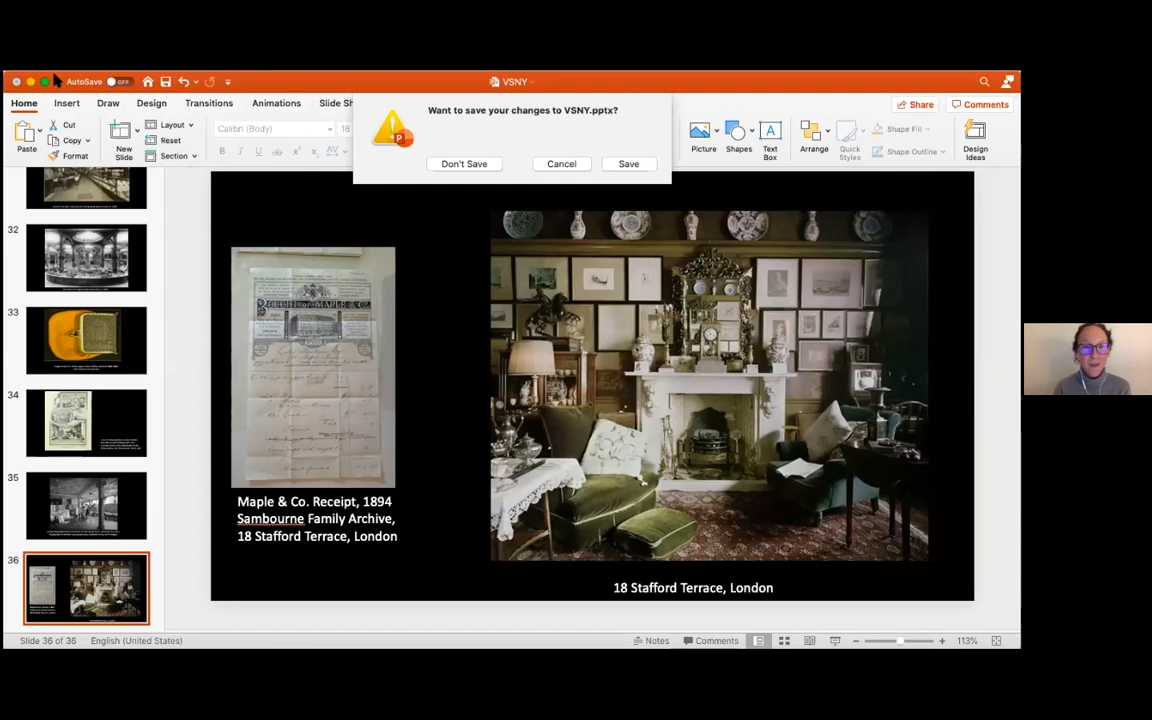 AutoSave OFF
VSNY
Home Insert Draw Design Transitions Animations Slide Sh
Share Comments
Want to save your changes to VSNY.pptx?
Don't Save Cancel Save
Paste
Cut
Copy
Format
New
Slide
Layout
Reset
Section
Calibri (Body) 18
Picture
Shapes
Text
Box
Arrange
Quick
Styles
Shape Fill
Shape Outline
Design
Ideas
32
33
34
35
36
MAPLE & CO.
Maple & Co. Receipt, 1894
Sambourne Family Archive,
18 Stafford Terrace, London
18 Stafford Terrace, London
Slide 36 of 36 English (United States)
Notes Comments 113%